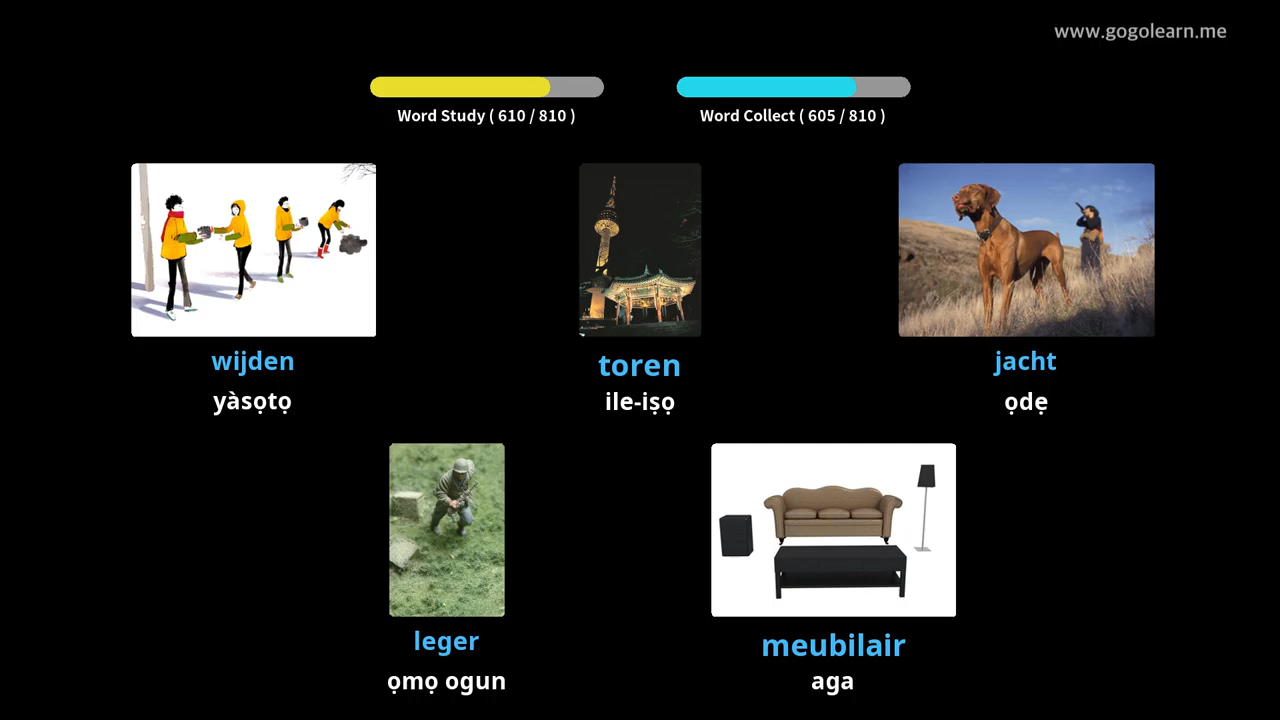 www.gogolearn.me
Word Study ( 610 / 810 )
Word Collect ( 605 / 810 )
wijden
yàsọtọ
toren
ile-iṣọ
jacht
ọdẹ
leger
ọmọ ogun
meubilair
aga